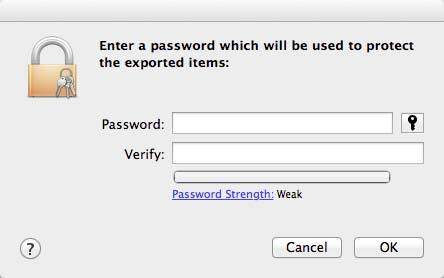 Enter a password which will be used to protect
the exported items:
Password:
Verify:
Password Strength: Weak
?
Cancel
OK